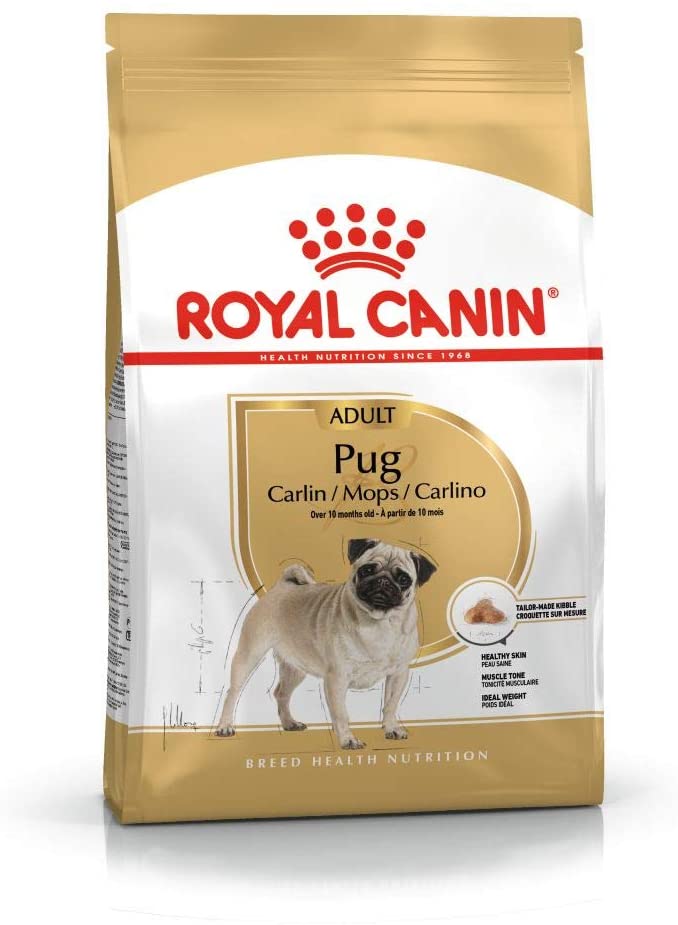 ROYAL CANIN®
HEALTH NUTRITION SINCE 1968
ADULT
Pug
Carlin / Mops / Carlino
Over 10 months old - À partir de 10 mois
TAILOR-MADE KIBBLE
CROQUETTE SUR MESURE
HEALTHY SKIN
PEAU SAINE
MUSCLE TONE
TONICITÉ MUSCULAIRE
IDEAL WEIGHT
POIDS IDÉAL
BREED HEALTH NUTRITION